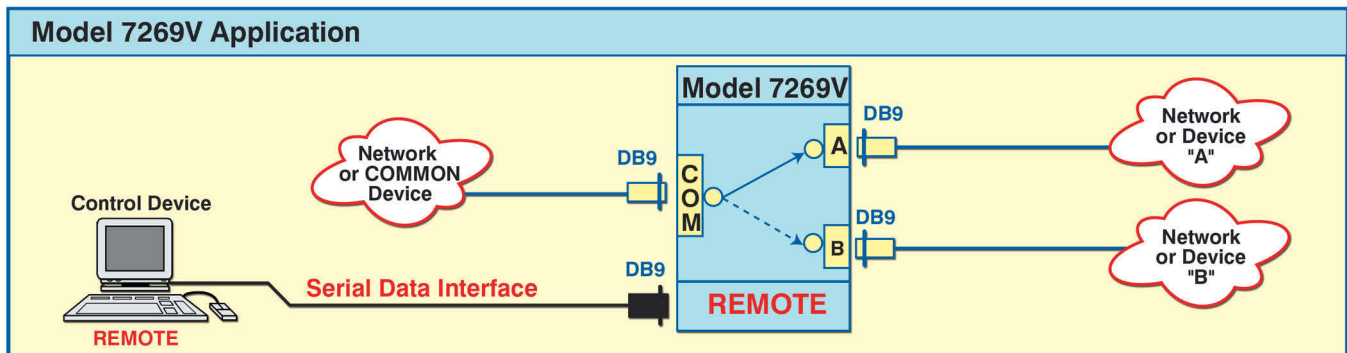 Model 7269V Application
Model 7269V
DB9
A
Network
or Device
"A"
Network
or COMMON
Device
DB9
COM
DB9
B
Network
or Device
"B"
Control Device
Serial Data Interface
DB9
REMOTE
REMOTE